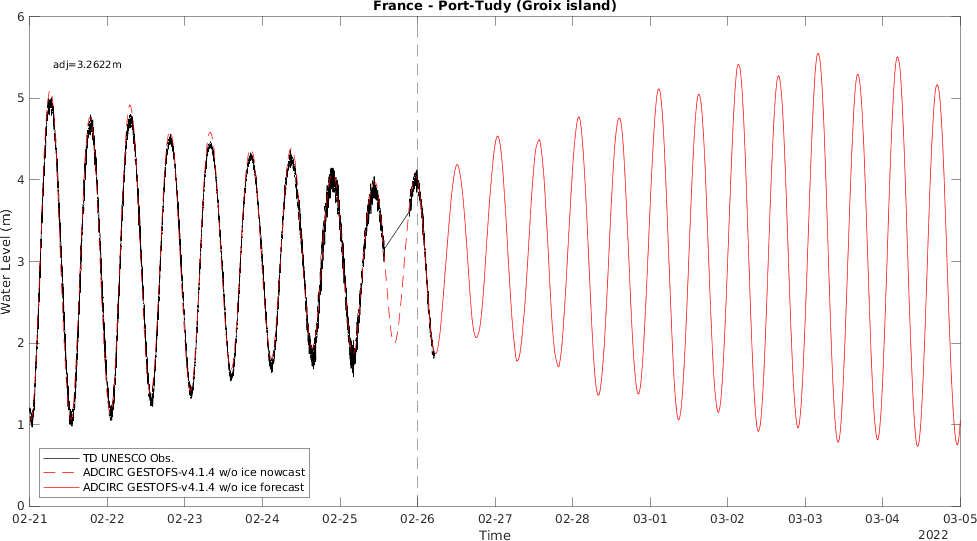 France - Port-Tudy (Groix island)
adj=3.2622m
6
5
4
3
2
1
0
Water Level (m)
TD UNESCO Obs.
ADCIRC GESTOFS-v4.1.4 w/o ice nowcast
ADCIRC GESTOFS-v4.1.4 w/o ice forecast
02-21 02-22 02-23 02-24 02-25 02-26 02-27 02-28 03-01 03-02 03-03 03-04 03-05
Time
2022